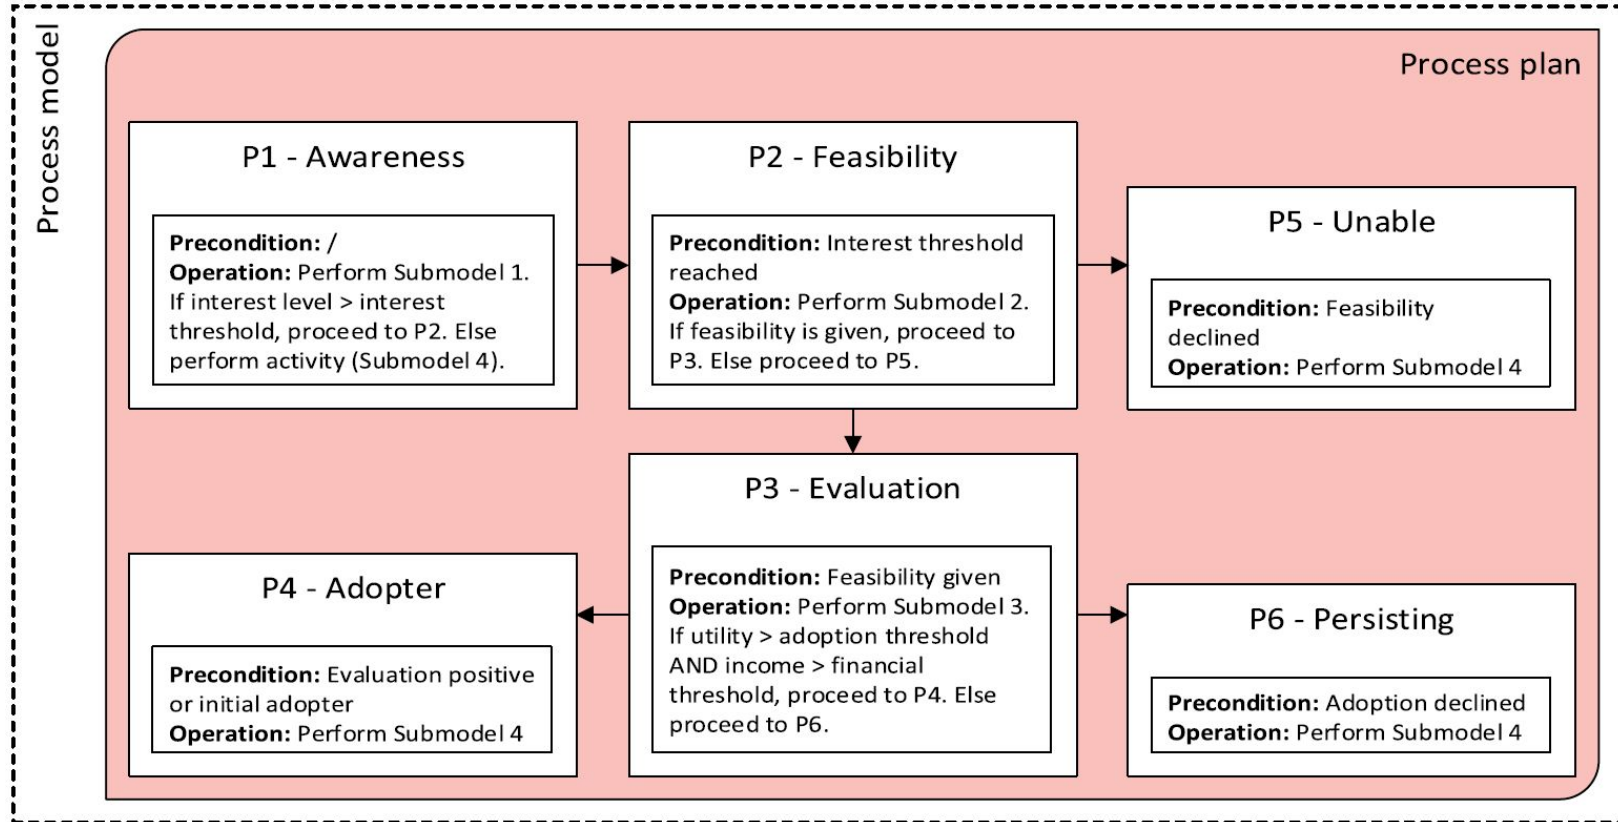 Process model
Process plan
P1 - Awareness
Precondition: /
Operation: Perform Submodel 1.
If interest level > interest
threshold, proceed to P2. Else
perform activity (Submodel 4).
P2 - Feasibility
Precondition: Interest threshold
reached
Operation: Perform Submodel 2.
If feasibility is given, proceed to
P3. Else proceed to P5.
P5 - Unable
Precondition: Feasibility
declined
Operation: Perform Submodel 4
P3 - Evaluation
Precondition: Feasibility given
Operation: Perform Submodel 3.
If utility > adoption threshold
AND income > financial
threshold, proceed to P4. Else
proceed to P6.
P4 - Adopter
Precondition: Evaluation positive
or initial adopter
Operation: Perform Submodel 4
P6 - Persisting
Precondition: Adoption declined
Operation: Perform Submodel 4